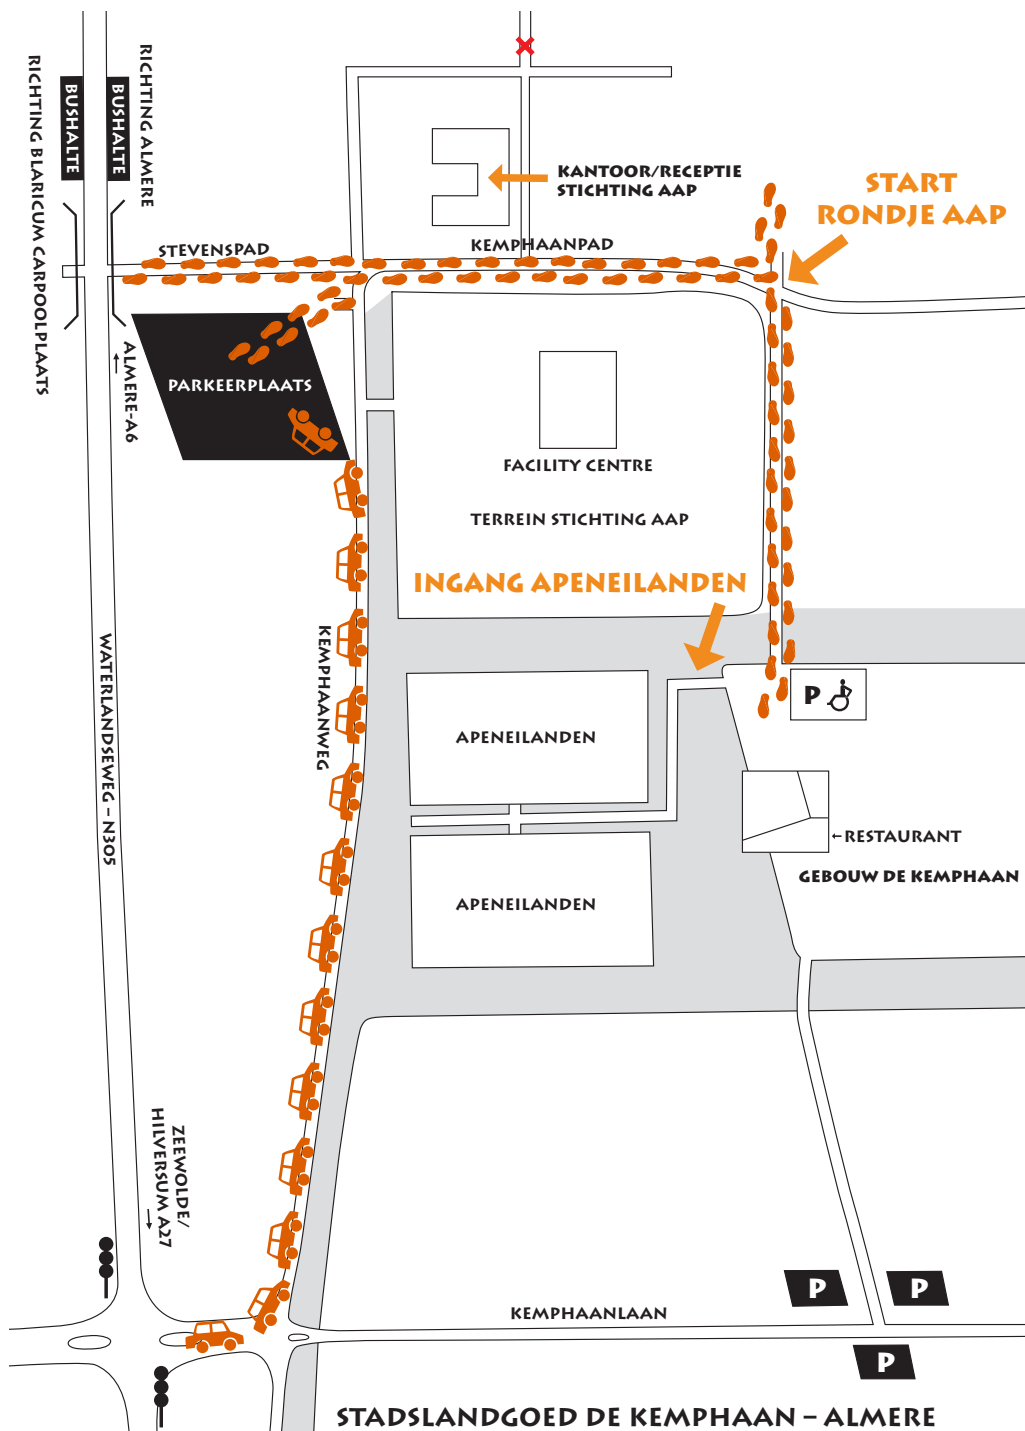 RICHTING BLARICUM CARPOOLPLAATS
BUSHALTE
BUSHALTE
RICHTING ALMERE
KANTOOR/RECEPTIE
STICHTING AAP
START
RONDJE AAP
STEVENSPAD
KEMPHAANPAD
ALMERE-A6
PARKEERPLAATS
FACILITY CENTRE
TERREIN STICHTING AAP
INGANG APENEILANDEN
KEMPHAANWEG
WATERLANDSEWEG – N305
P
APENEILANDEN
RESTAURANT
GEBOUW DE KEMPHAAN
APENEILANDEN
ZEEWOLDE/
HILVERSUM A27
P
P
KEMPHAANLAAN
P
STADSLANDGOED DE KEMPHAAN – ALMERE